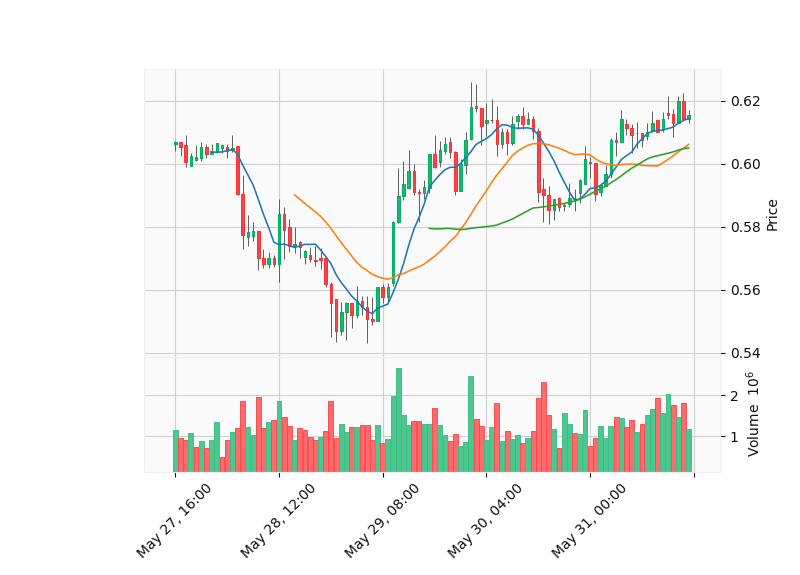 0.62
0.60
0.58
0.56
0.54
Price
2
1
Volume 10⁶
May 27, 16:00
May 28, 12:00
May 29, 08:00
May 30, 04:00
May 31, 00:00